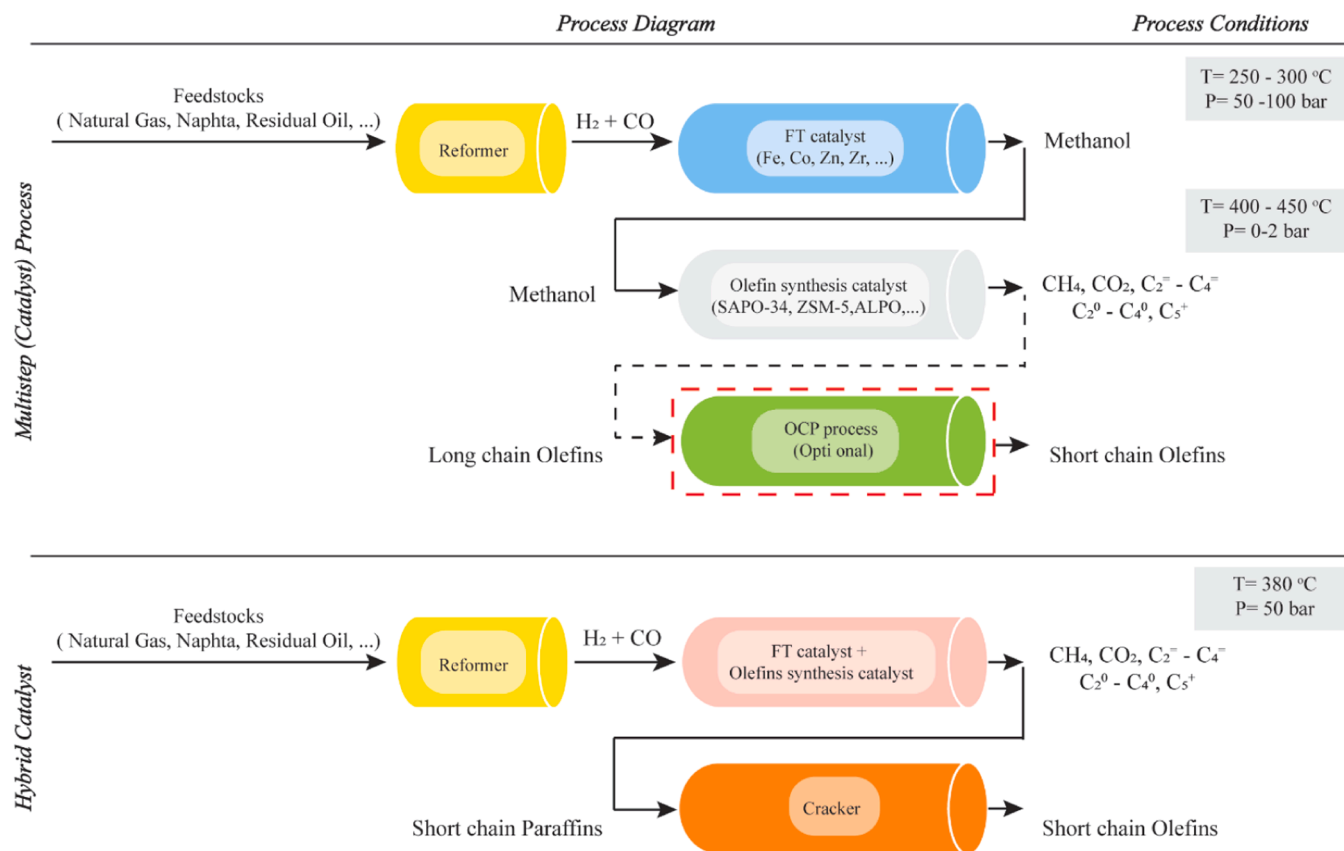 Process Diagram
Process Conditions
Multistep (Catalyst) Process
Feedstocks
( Natural Gas, Naphta, Residual Oil, ...)
Reformer
H₂ + CO
FT catalyst
(Fe, Co, Zn, Zr, ...)
Methanol
T= 250 - 300 °C
P= 50 -100 bar
T= 400 - 450 °C
P= 0-2 bar
Methanol
Olefin synthesis catalyst
(SAPO-34, ZSM-5,ALPO,...)
CH₄, CO₂, C₂⁼ - C₄⁼
C₂⁰ - C₄⁰, C₅⁺
Long chain Olefins
OCP process
(Opti onal)
Short chain Olefins
Hybrid Catalyst
T= 380 °C
P= 50 bar
Feedstocks
( Natural Gas, Naphta, Residual Oil, ...)
Reformer
H₂ + CO
FT catalyst +
Olefins synthesis catalyst
CH₄, CO₂, C₂⁼ - C₄⁼
C₂⁰ - C₄⁰, C₅⁺
Short chain Paraffins
Cracker
Short chain Olefins